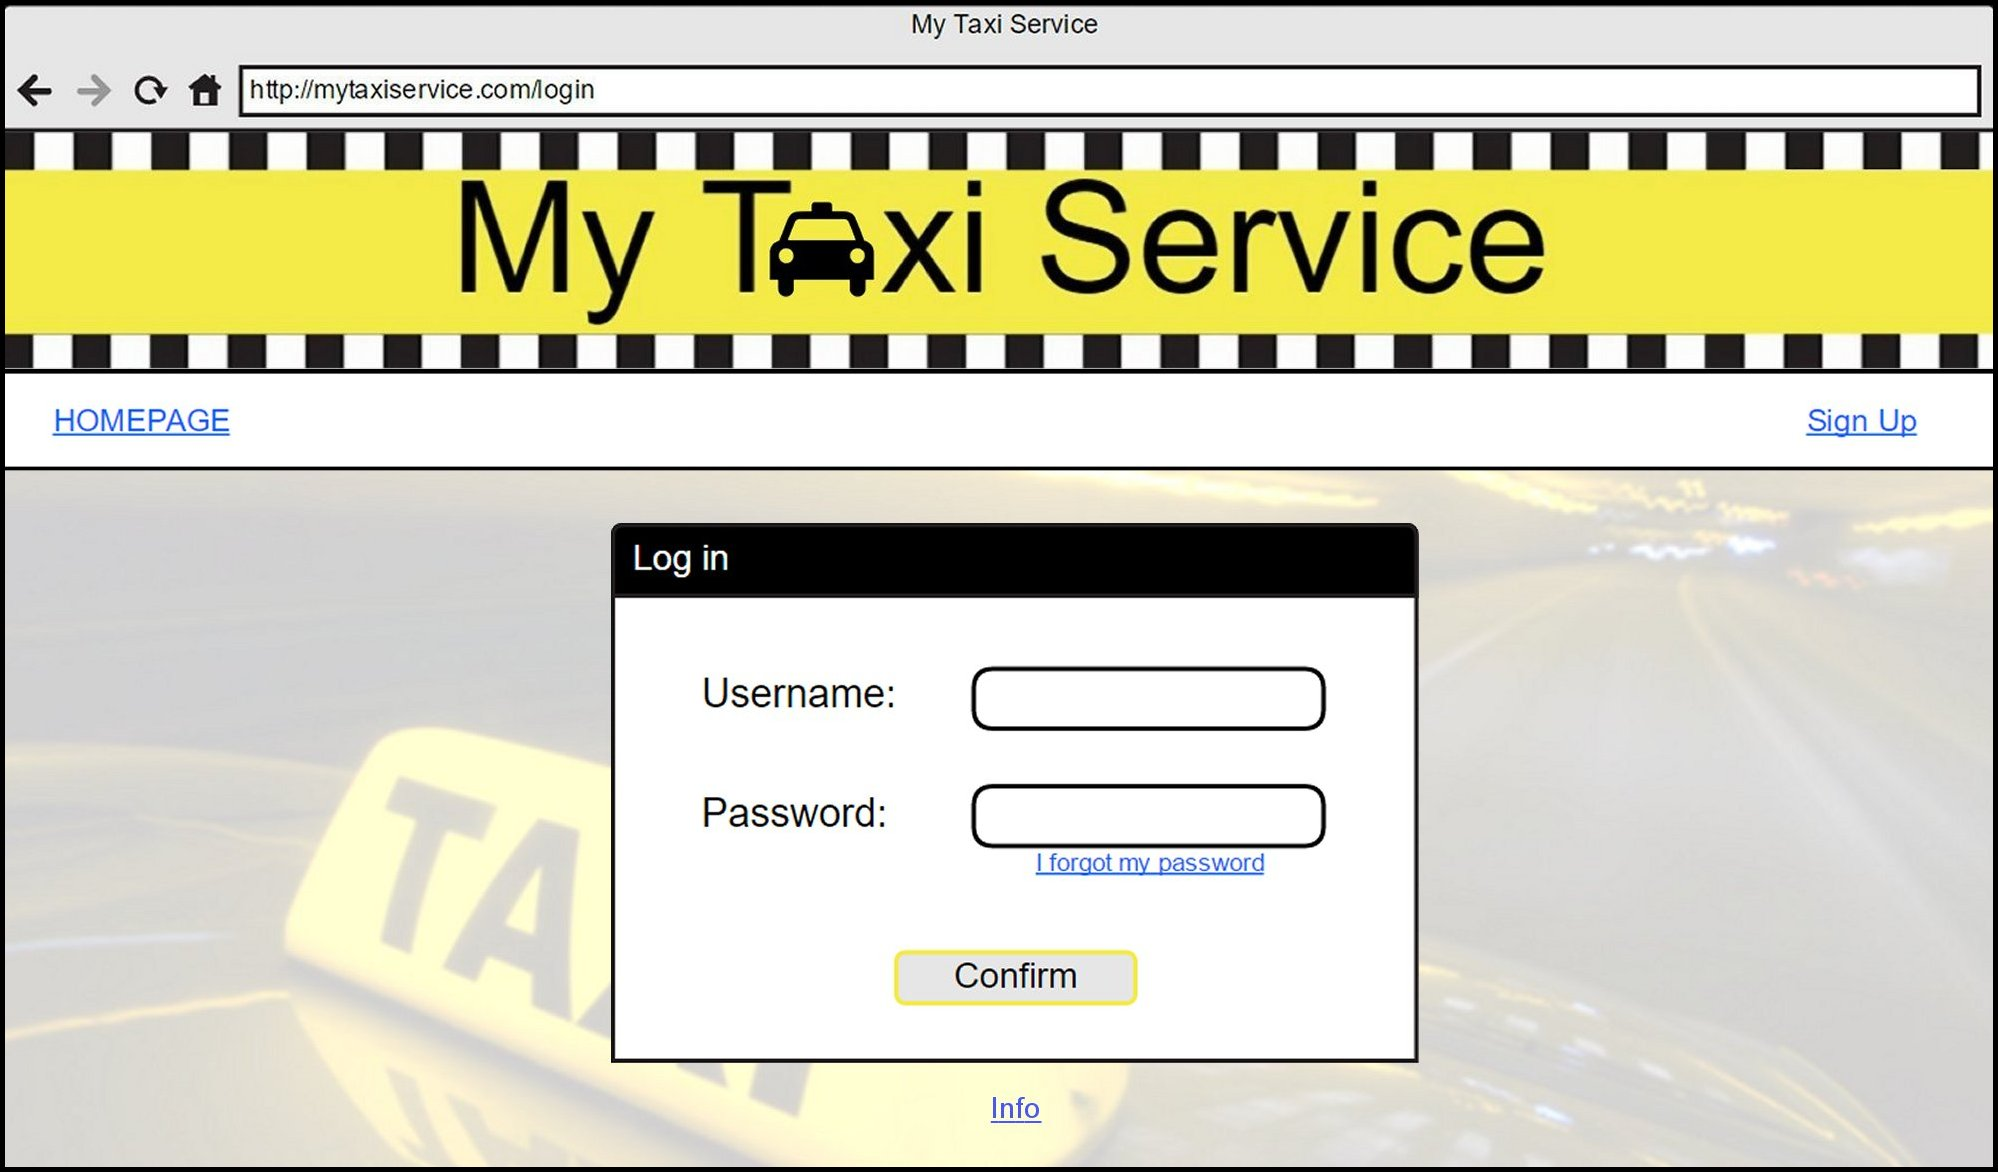 My Taxi Service
http://mytaxiservice.com/login
My Taxi Service
HOMEPAGE
Sign Up
Log in
Username:
Password:
I forgot my password
Confirm
TAXI
Info